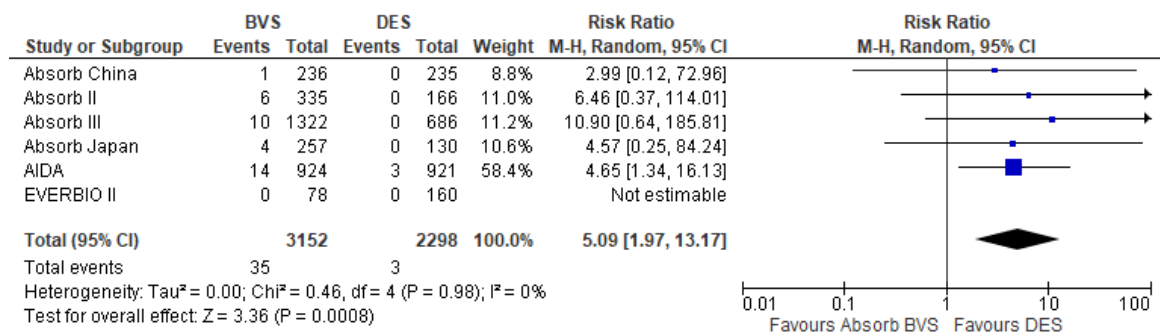 BVS DES Risk Ratio Risk Ratio
Study or Subgroup Events Total Events Total Weight M-H, Random, 95% CI M-H, Random, 95% CI
Absorb China 1 236 0 235 8.8% 2.99 [0.12, 72.96]
Absorb II 6 335 0 166 11.0% 6.46 [0.37, 114.01]
Absorb III 10 1322 0 686 11.2% 10.90 [0.64, 185.81]
Absorb Japan 4 257 0 130 10.6% 4.57 [0.25, 84.24]
AIDA 14 924 3 921 58.4% 4.65 [1.34, 16.13]
EVERBIO II 0 78 0 160 Not estimable
Total (95% CI) 3152 2298 100.0% 5.09 [1.97, 13.17]
Total events 35 3
Heterogeneity: Tau² = 0.00; Chi² = 0.46, df = 4 (P = 0.98); I² = 0%
Test for overall effect: Z = 3.36 (P = 0.0008)
0.01 0.1 1 10 100
Favours Absorb BVS Favours DES